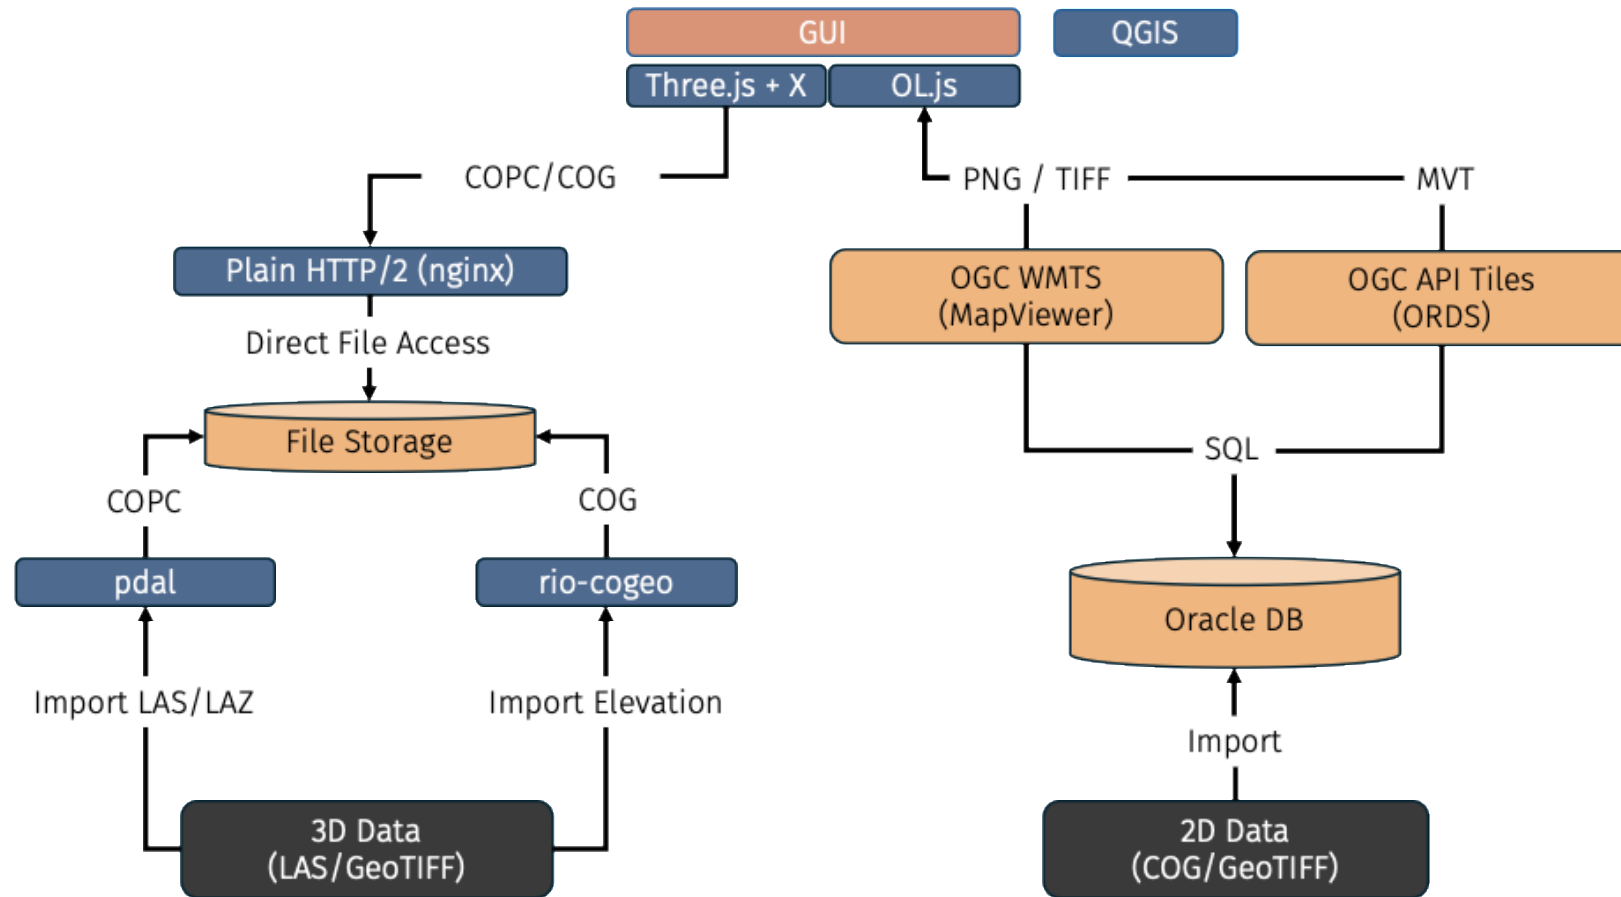 GUI
QGIS
Three.js + X
OL.js
COPC/COG
PNG / TIFF
MVT
Plain HTTP/2 (nginx)
OGC WMTS
(MapViewer)
OGC API Tiles
(ORDS)
Direct File Access
File Storage
SQL
COPC
COG
pdal
rio-cogeo
Oracle DB
Import LAS/LAZ
Import Elevation
Import
3D Data
(LAS/GeoTIFF)
2D Data
(COG/GeoTIFF)